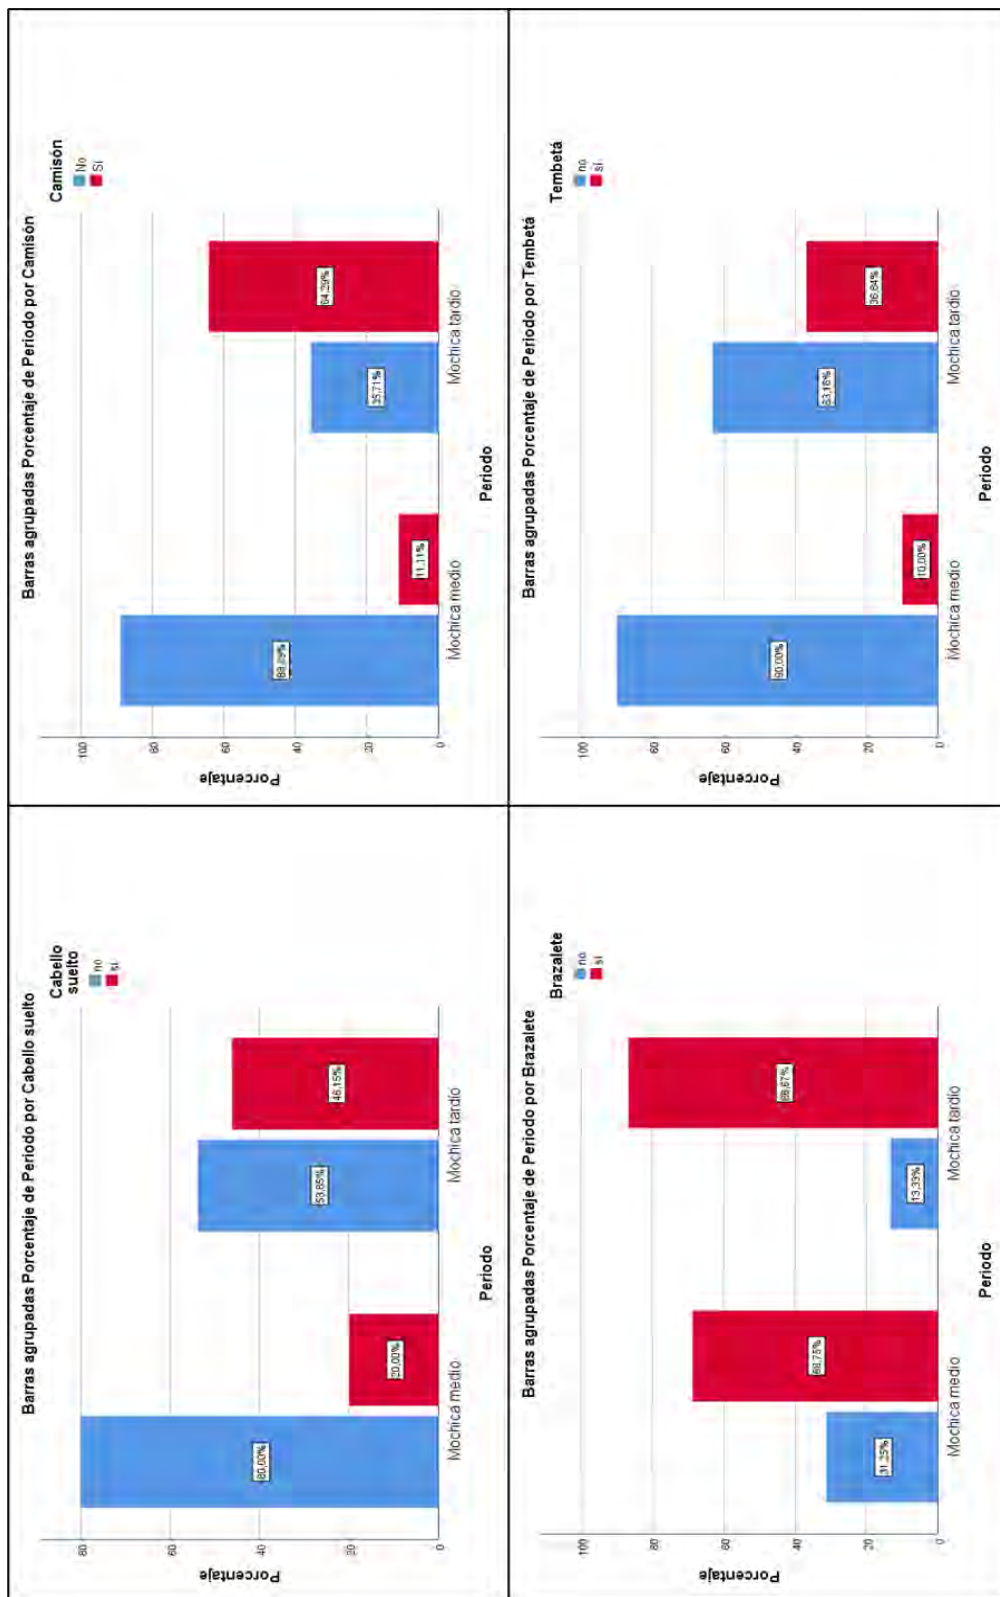 Barras agrupadas Porcentaje de Periodo por Cabello suelto
Cabello
suelto
no
si
Porcentaje
80
60
40
20
0
80,00%
20,00%
53,85%
46,15%
Mochica medio
Mochica tardío
Periodo
Barras agrupadas Porcentaje de Periodo por Camisón
Camisón
No
Sí
Porcentaje
100
80
60
40
20
0
88,89%
11,11%
35,71%
64,29%
Mochica medio
Mochica tardío
Periodo
Barras agrupadas Porcentaje de Periodo por Brazalete
Brazalete
no
sí
Porcentaje
100
80
60
40
20
0
31,25%
68,75%
13,33%
86,67%
Mochica medio
Mochica tardío
Periodo
Barras agrupadas Porcentaje de Periodo por Tembetá
Tembetá
no
sí
Porcentaje
100
80
60
40
20
0
90,00%
10,00%
63,16%
36,84%
Mochica medio
Mochica tardío
Periodo